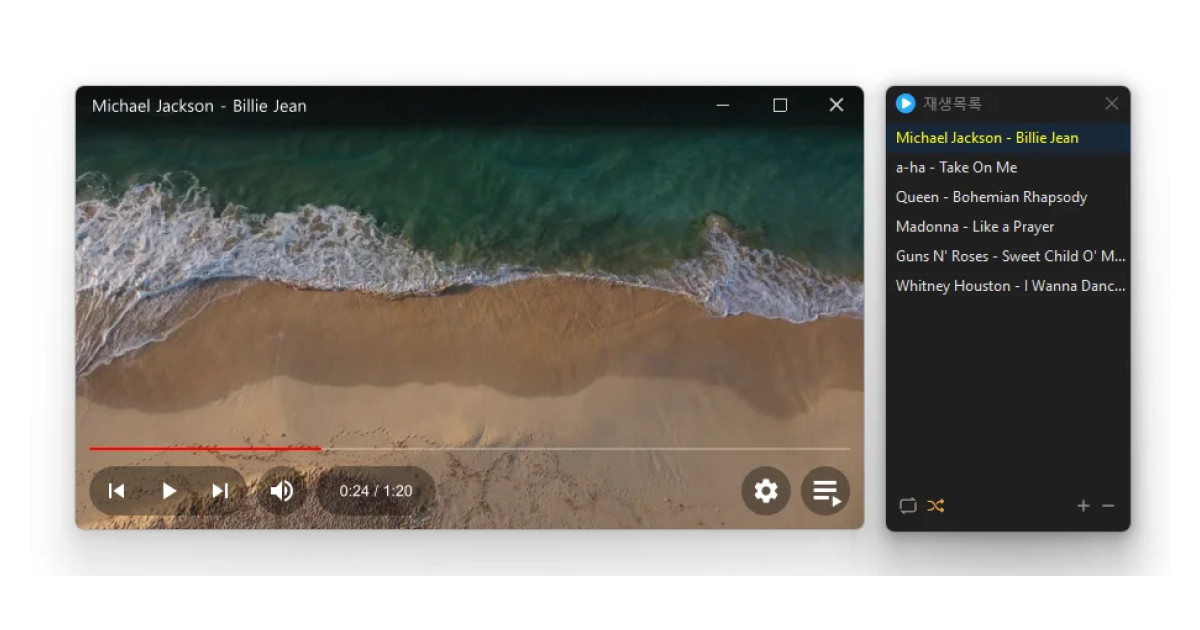 Michael Jackson - Billie Jean
0:24 / 1:20
재생목록
Michael Jackson - Billie Jean
a-ha - Take On Me
Queen - Bohemian Rhapsody
Madonna - Like a Prayer
Guns N' Roses - Sweet Child O' M...
Whitney Houston - I Wanna Danc...